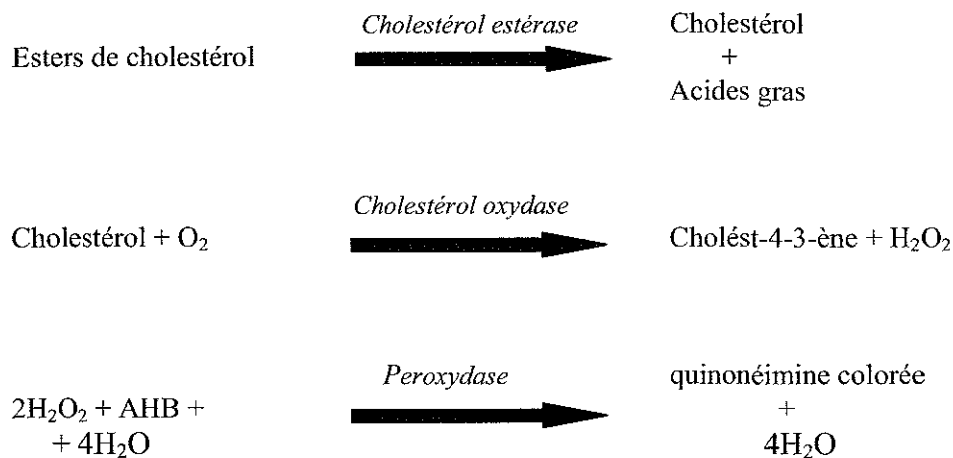 Cholestérol estérase
Esters de cholestérol
Cholestérol
+
Acides gras
Cholestérol oxydase
Cholestérol + O₂
Cholést-4-3-ène + H₂O₂
Peroxydase
2H₂O₂ + AHB +
+ 4H₂O
quinonéimine colorée
+
4H₂O